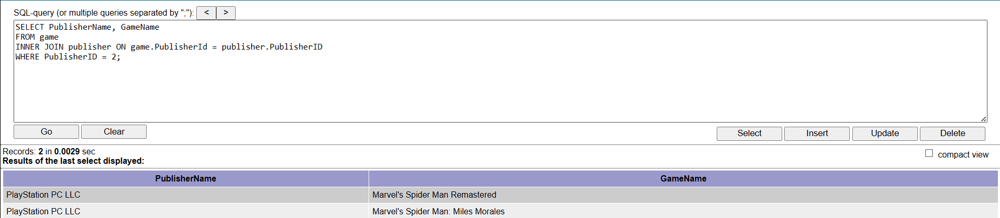 SQL-query (or multiple queries separated by ";"): < >
SELECT PublisherName, GameName
FROM game
INNER JOIN publisher ON game.PublisherId = publisher.PublisherID
WHERE PublisherID = 2;
Go Clear Select Insert Update Delete
Records: 2 in 0.0029 sec
compact view
Results of the last select displayed:
PublisherName GameName
PlayStation PC LLC Marvel's Spider Man Remastered
PlayStation PC LLC Marvel's Spider Man: Miles Morales